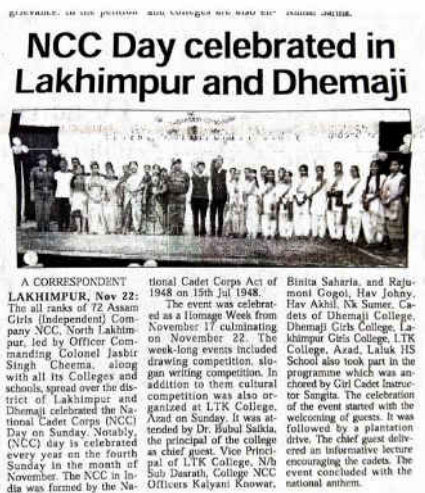 NCC Day celebrated in
Lakhimpur and Dhemaji
A CORRESPONDENT
LAKHIMPUR, Nov 22:
The all ranks of 72 Assam
Girls (Independent) Com-
pany NCC, North Lakhim-
pur, led by Officer Com-
manding Colonel Jasbir
Singh Cheema, along
with all its Colleges and
schools, spread over the dis-
trict of Lakhimpur and
Dhemaji celebrated the Na-
tional Cadet Corps (NCC)
Day on Sunday. Notably,
(NCC) day is celebrated
every year on the fourth
Sunday in the month of
November. The NCC in In-
dia was formed by the Na-
tional Cadet Corps Act of
1948 on 15th Jul 1948.
The event was celebrat-
ed as a Homage Week from
November 17 culminating
on November 22. The
week-long events included
drawing competition, slo-
gan writing competition. In
addition to them cultural
competition was also or-
ganized at LTK College,
Azad on Sunday. It was at-
tended by Dr. Bubul Saikia,
the principal of the college
as chief guest. Vice Princi-
pal of LTK College, N/b
Sub Dasrath, College NCC
Officers Kalyani Knowar,
Binita Saharia, and Raju-
moni Gogoi, Hav Johny,
Hav Akhil, Nk Sumer, Ca-
dets of Dhemaji College,
Dhemaji Girls College, La-
khimpur Girls College, LTK
College, Azad, Laluk HS
School also took part in the
programme which was an-
chored by Girl Cadet Instruc-
tor Sangita. The celebration
of the event started with the
welcoming of guests. It was
followed by a plantation
drive. The chief guest deliv-
ered an informative lecture
encouraging the cadets. The
event concluded with the
national anthem.